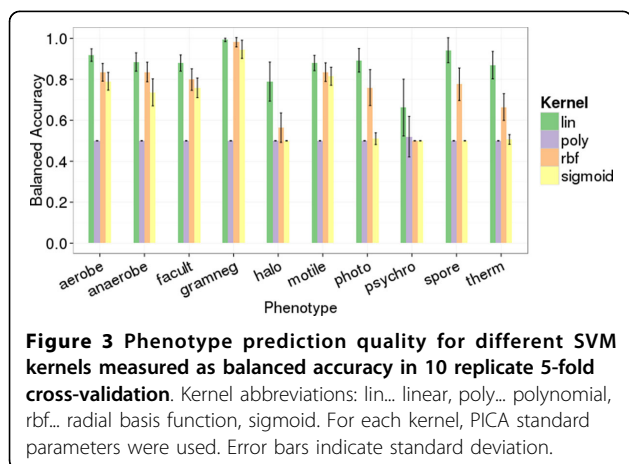 Balanced Accuracy
1.0
0.8
0.6
0.4
0.2
0.0
aerobe
anaerobe
facult
gramneg
halo
motile
photo
psychro
spore
therm
Phenotype
Kernel
lin
poly
rbf
sigmoid
Figure 3 Phenotype prediction quality for different SVM
kernels measured as balanced accuracy in 10 replicate 5-fold
cross-validation. Kernel abbreviations: lin... linear, poly... polynomial,
rbf... radial basis function, sigmoid. For each kernel, PICA standard
parameters were used. Error bars indicate standard deviation.